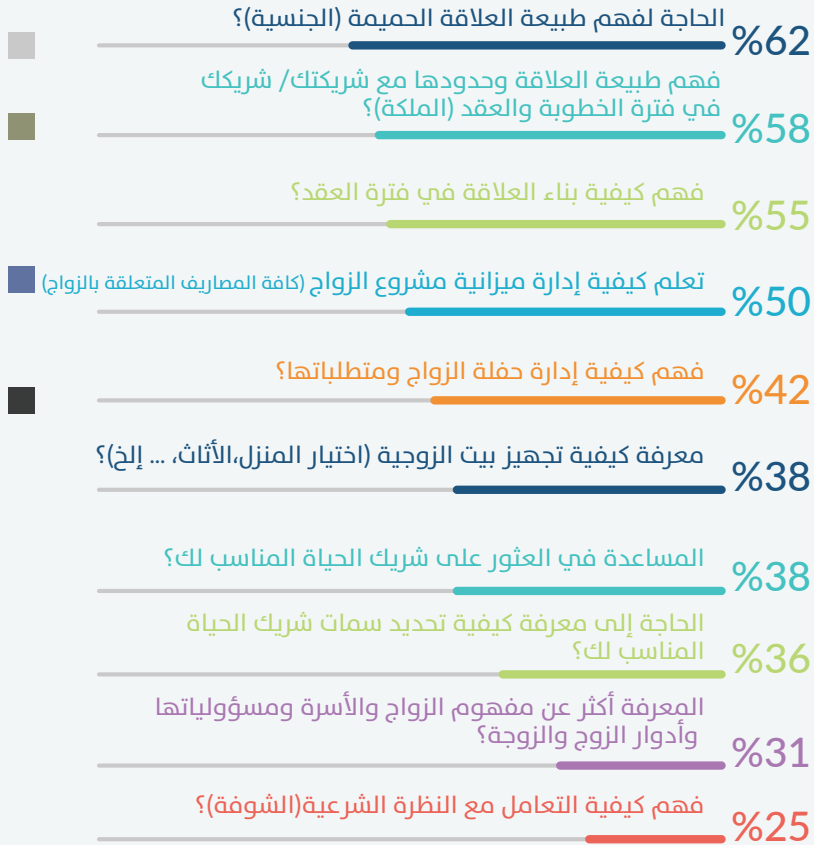 الحاجة لفهم طبيعة العلاقة الحميمة (الجنسية)؟
%62
فهم طبيعة العلاقة وحدودها مع شريكتك/ شريكك
في فترة الخطوبة والعقد (الملكة)؟
%58
فهم كيفية بناء العلاقة في فترة العقد؟
%55
تعلم كيفية إدارة ميزانية مشروع الزواج (كافة المصاريف المتعلقة بالزواج)
%50
فهم كيفية إدارة حفلة الزواج ومتطلباتها؟
%42
معرفة كيفية تجهيز بيت الزوجية (اختيار المنزل،الأثاث، ... إلخ)؟
%38
المساعدة في العثور على شريك الحياة المناسب لك؟
%38
الحاجة إلى معرفة كيفية تحديد سمات شريك الحياة
المناسب لك؟
%36
المعرفة أكثر عن مفهوم الزواج والأسرة ومسؤولياتها
وأدوار الزوج والزوجة؟
%31
فهم كيفية التعامل مع النظرة الشرعية(الشوفة)؟
%25